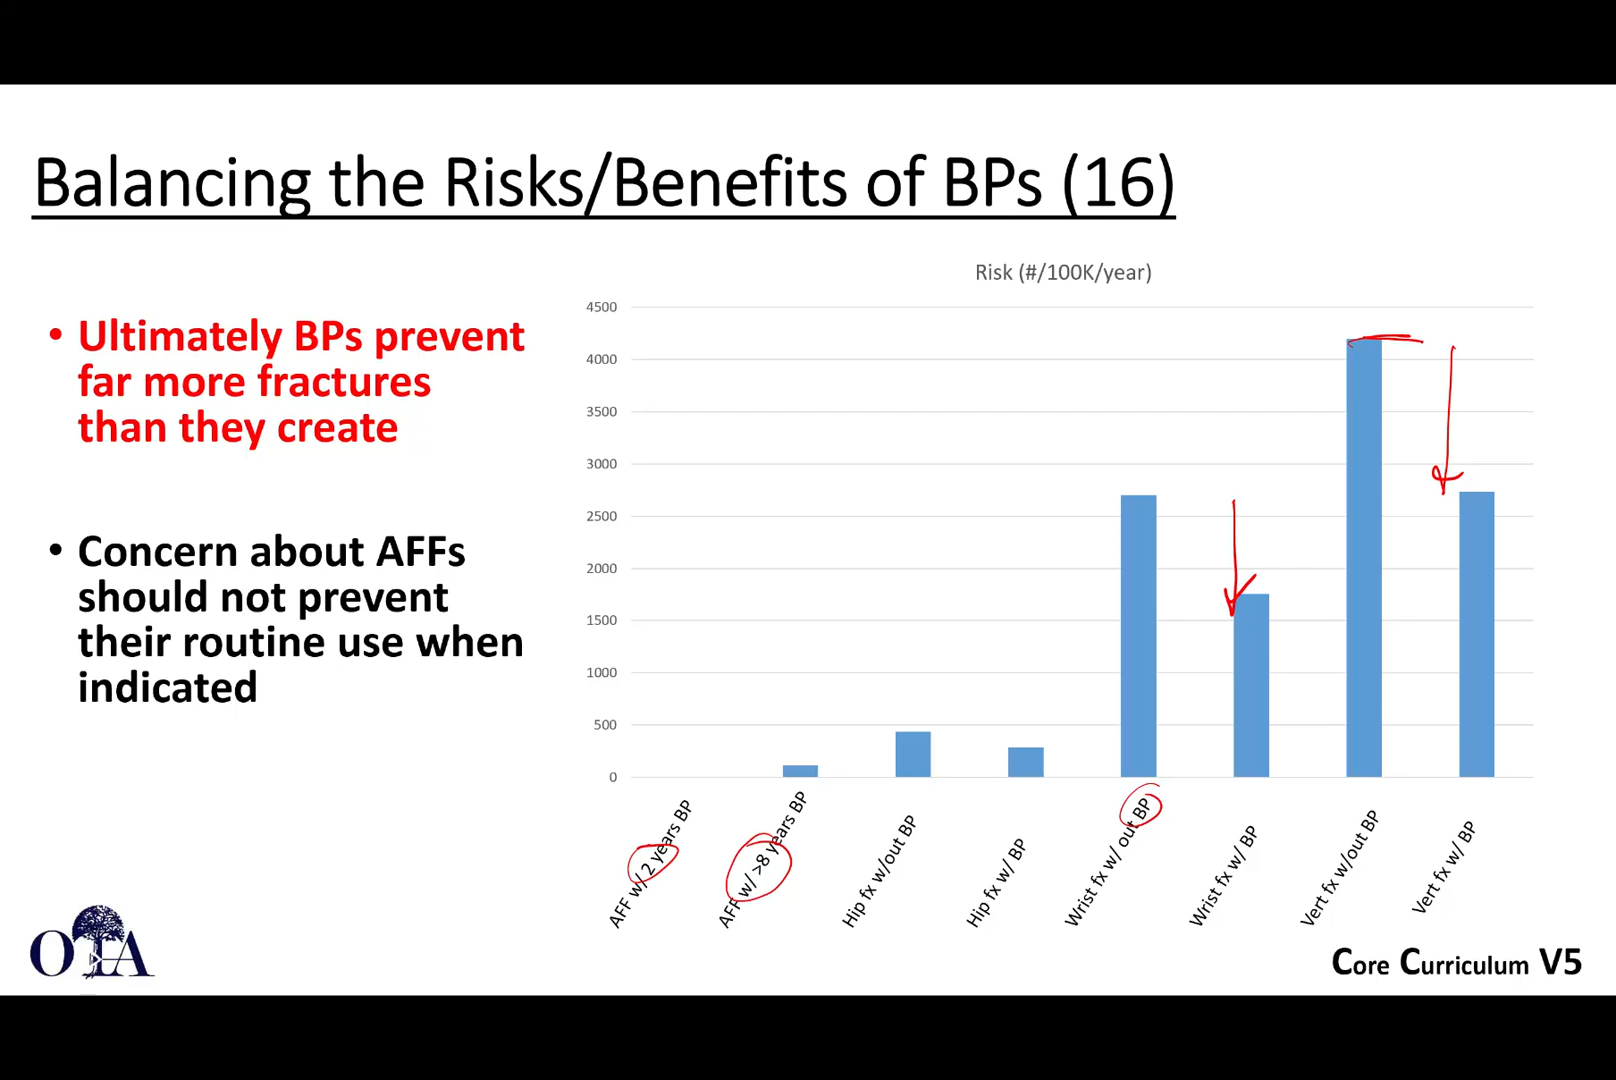 Balancing the Risks/Benefits of BPs (16)
• Ultimately BPs prevent
far more fractures
than they create
• Concern about AFFs
should not prevent
their routine use when
indicated
Risk (#/100K/year)
4500
4000
3500
3000
2500
2000
1500
1000
500
0
AFF w/ 2 years BP
AFF w/ >8 years BP
Hip fx w/out BP
Hip fx w/ BP
Wrist fx w/ out BP
Wrist fx w/ BP
Vert fx w/out BP
Vert fx w/ BP
OTA
Core Curriculum V5